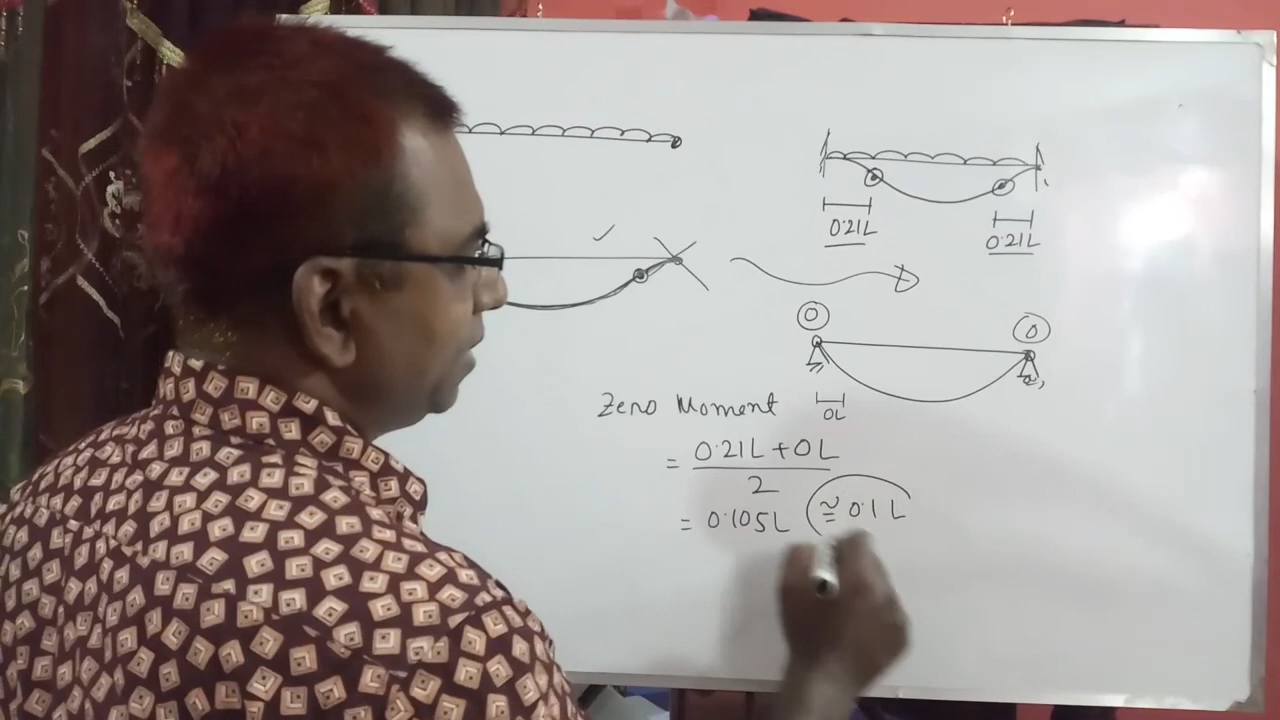 0.21L
0.21L
0
0
0L
Zero Moment
= 0.21L + 0L
2
= 0.105L ≅ 0.1L